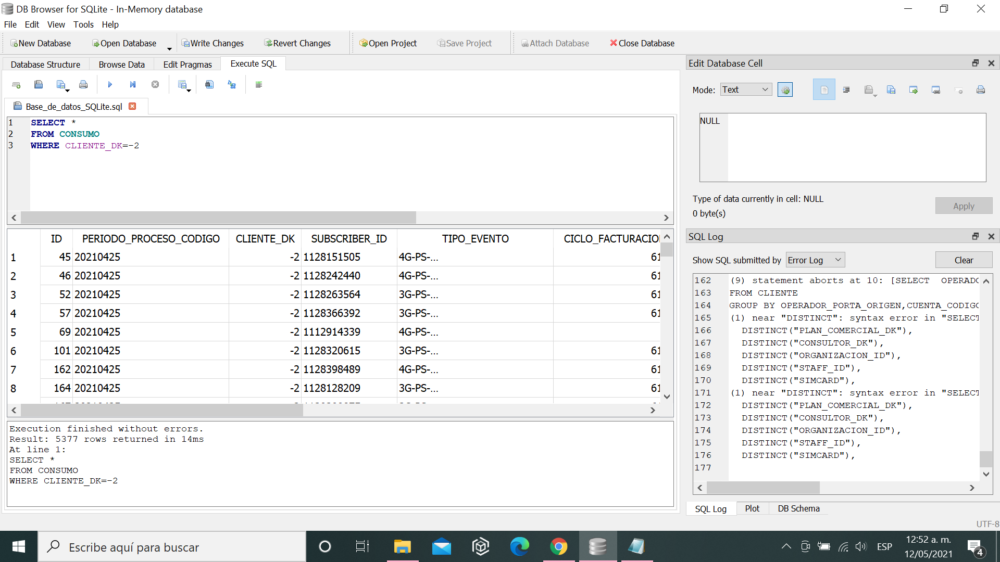 DB Browser for SQLite - In-Memory database
File Edit View Tools Help
New Database Open Database Write Changes Revert Changes Open Project Save Project Attach Database Close Database
Database Structure Browse Data Edit Pragmas Execute SQL
Base_de_datos_SQLite.sql
1 SELECT *
2 FROM CONSUMO
3 WHERE CLIENTE_DK=-2
ID PERIODO_PROCESO_CODIGO CLIENTE_DK SUBSCRIBER_ID TIPO_EVENTO CICLO_FACTURACIO
1 45 20210425 -2 1128151505 4G-PS-... 61
2 46 20210425 -2 1128242440 4G-PS-... 61
3 52 20210425 -2 1128263564 3G-PS-... 61
4 57 20210425 -2 1128366392 3G-PS-... 61
5 69 20210425 -2 1112914339 4G-PS-...
6 101 20210425 -2 1128320615 3G-PS-... 61
7 162 20210425 -2 1128398489 4G-PS-... 61
8 164 20210425 -2 1128128209 3G-PS-... 61
Execution finished without errors.
Result: 5377 rows returned in 14ms
At line 1:
SELECT *
FROM CONSUMO
WHERE CLIENTE_DK=-2
Edit Database Cell
Mode: Text
NULL
Type of data currently in cell: NULL
0 byte(s)
Apply
SQL Log
Show SQL submitted by Error Log Clear
162 (9) statement aborts at 10: [SELECT OPERADO
163 FROM CLIENTE
164 GROUP BY OPERADOR_PORTA_ORIGEN,CUENTA_CODIGO
165 (1) near "DISTINCT": syntax error in "SELECT
166 DISTINCT("PLAN_COMERCIAL_DK"),
167 DISTINCT("CONSULTOR_DK"),
168 DISTINCT("ORGANIZACION_ID"),
169 DISTINCT("STAFF_ID"),
170 DISTINCT("SIMCARD"),
171 (1) near "DISTINCT": syntax error in "SELECT
172 DISTINCT("PLAN_COMERCIAL_DK"),
173 DISTINCT("CONSULTOR_DK"),
174 DISTINCT("ORGANIZACION_ID"),
175 DISTINCT("STAFF_ID"),
176 DISTINCT("SIMCARD"),
177
SQL Log Plot DB Schema
UTF-8
Escribe aquí para buscar
ESP
12:52 a. m.
12/05/2021
4